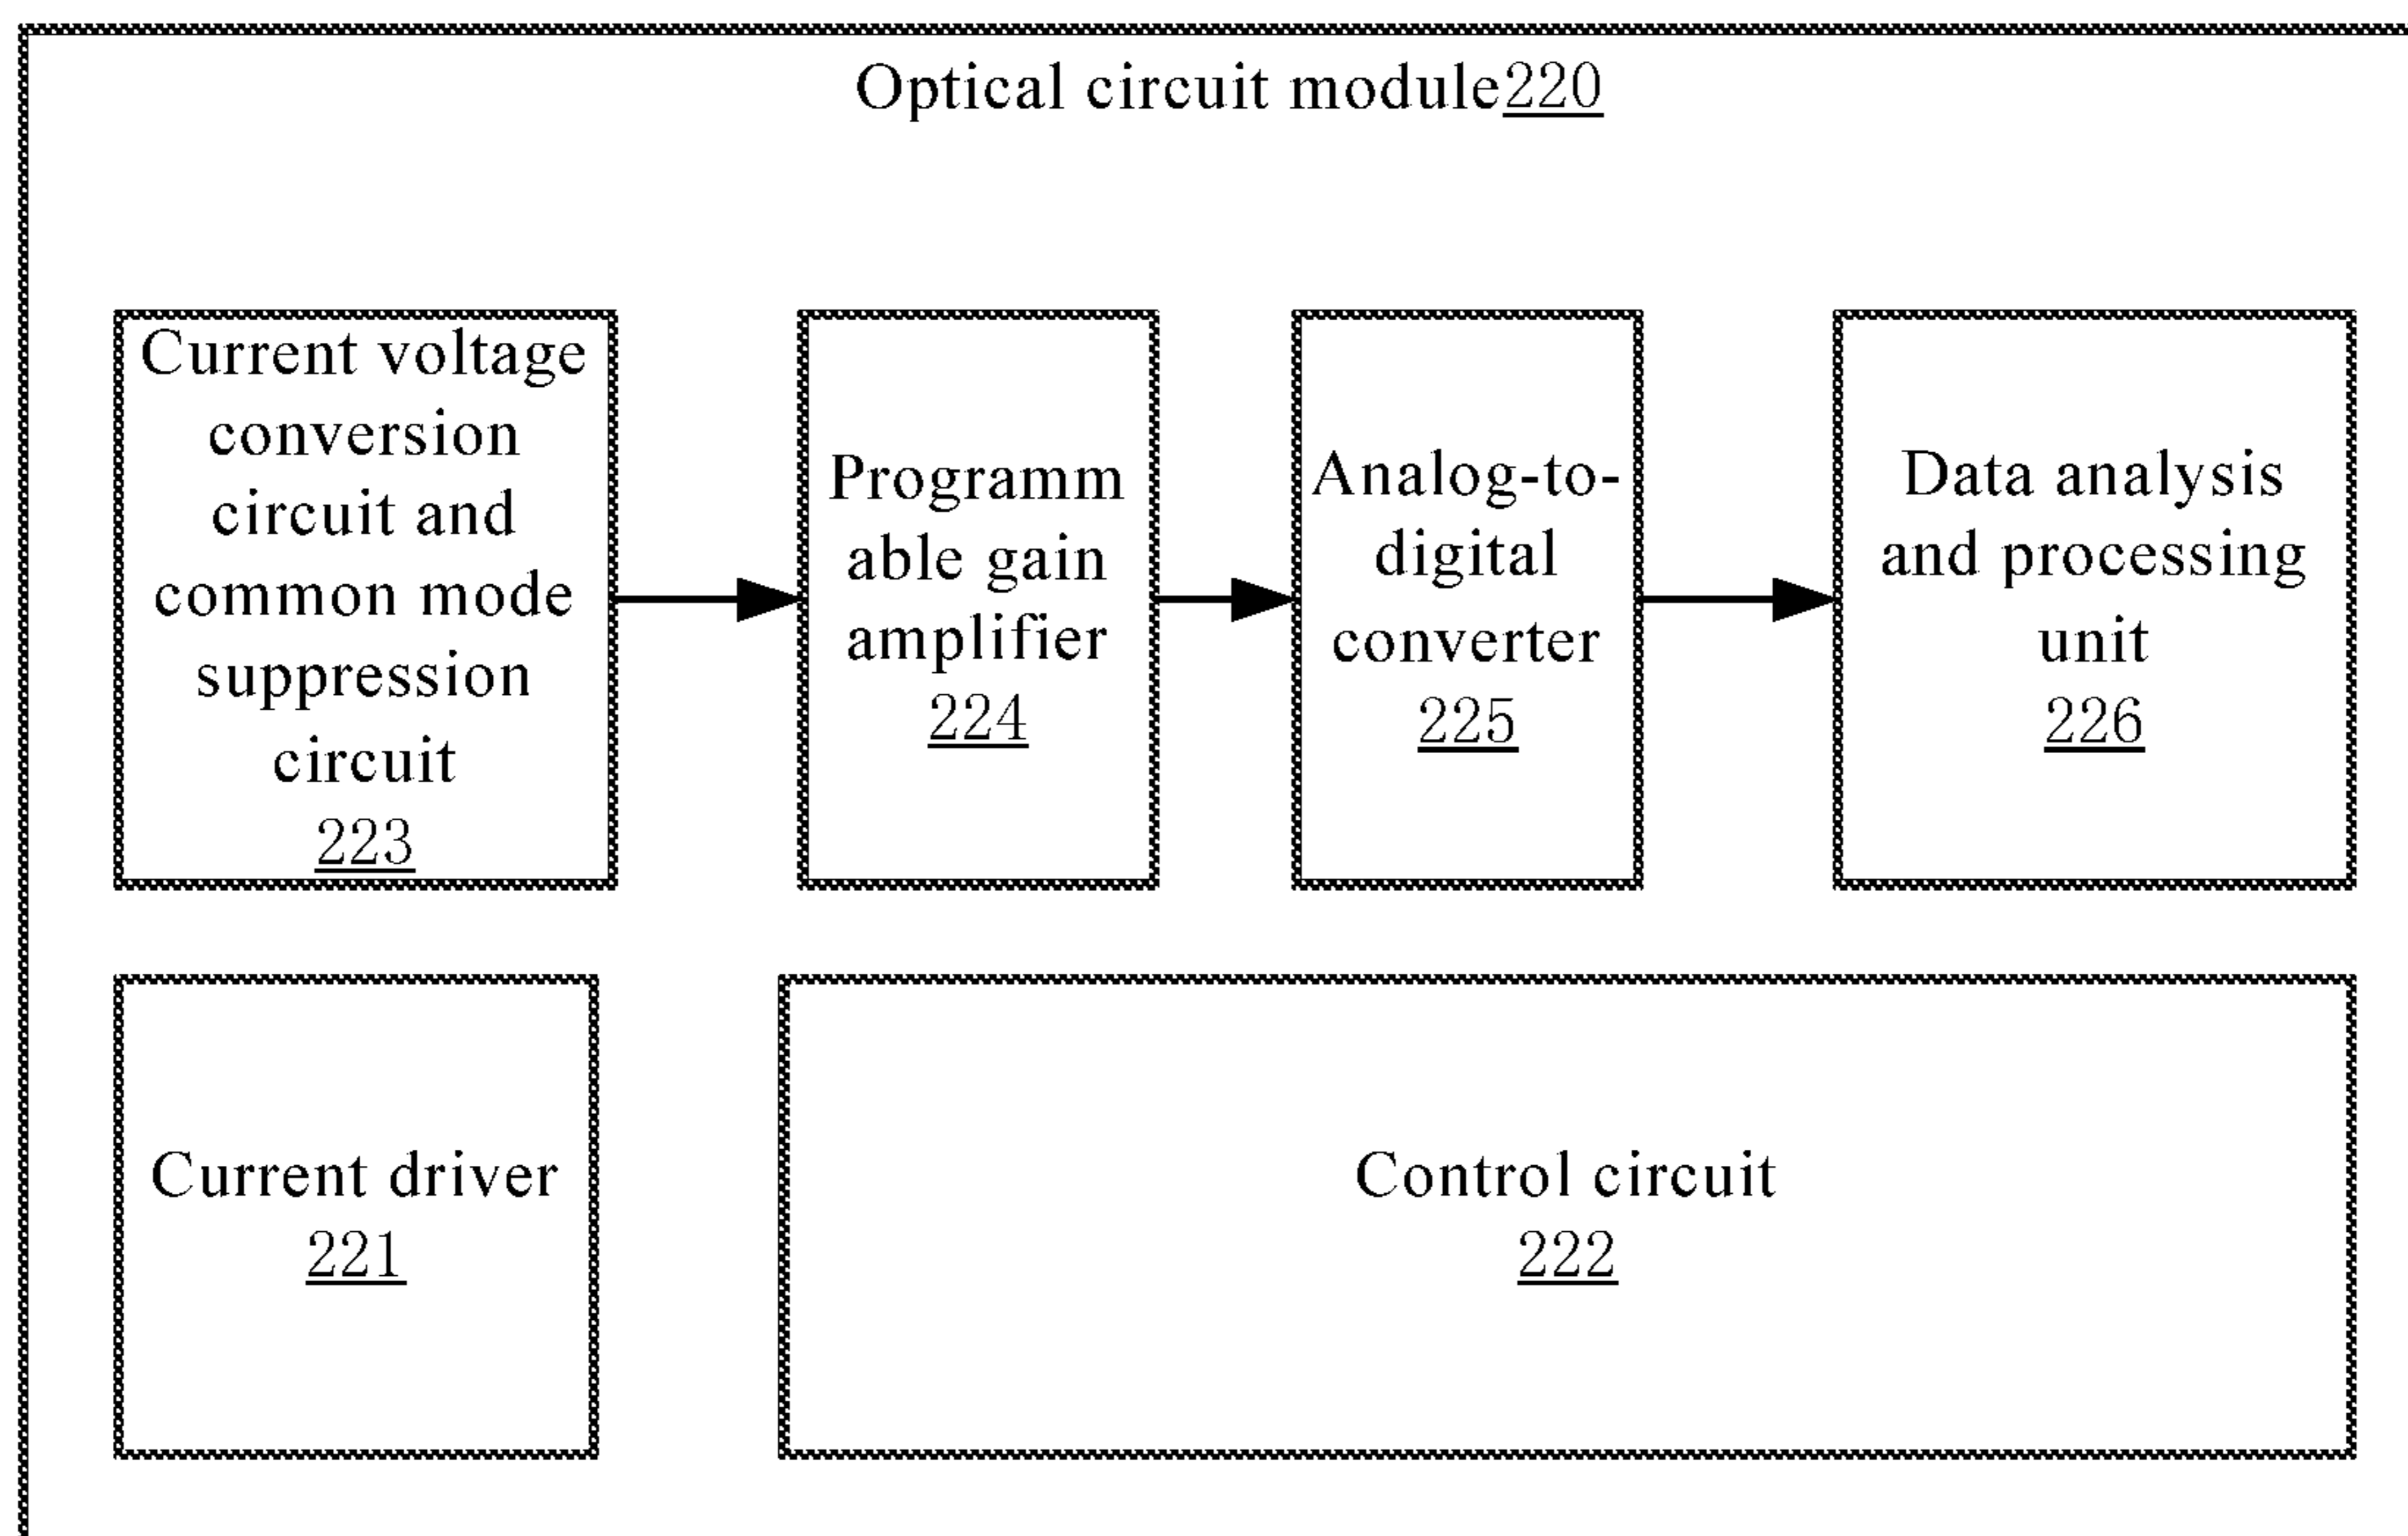 Optical circuit module220
Current voltage
conversion
circuit and
common mode
suppression
circuit
223
Programm
able gain
amplifier
224
Analog-to-
digital
converter
225
Data analysis
and processing
unit
226
Current driver
221
Control circuit
222